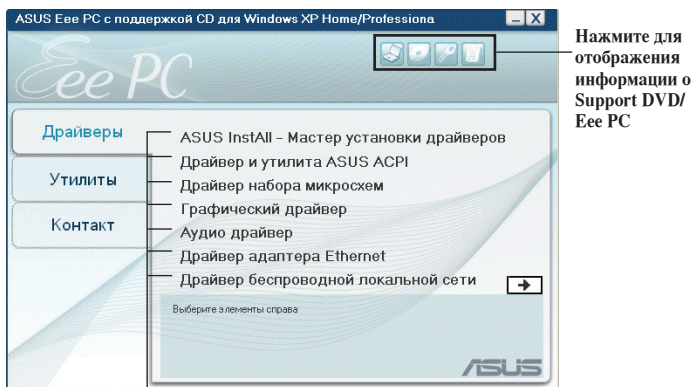 ASUS Eee PC с поддержкой CD для Windows XP Home/Professiona
Eee PC
Нажмите для
отображения
информации о
Support DVD/
Eee PC
Драйверы
Утилиты
Контакт
ASUS InstAll – Мастер установки драйверов
Драйвер и утилита ASUS ACPI
Драйвер набора микросхем
Графический драйвер
Аудио драйвер
Драйвер адаптера Ethernet
Драйвер беспроводной локальной сети
Выберите элементы справа
ASUS